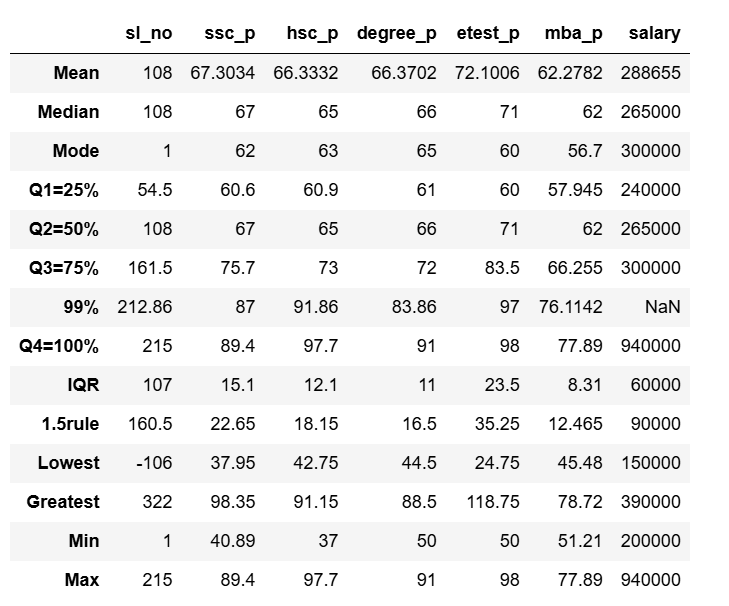 sl_no ssc_p hsc_p degree_p etest_p mba_p salary
Mean 108 67.3034 66.3332 66.3702 72.1006 62.2782 288655
Median 108 67 65 66 71 62 265000
Mode 1 62 63 65 60 56.7 300000
Q1=25% 54.5 60.6 60.9 61 60 57.945 240000
Q2=50% 108 67 65 66 71 62 265000
Q3=75% 161.5 75.7 73 72 83.5 66.255 300000
99% 212.86 87 91.86 83.86 97 76.1142 NaN
Q4=100% 215 89.4 97.7 91 98 77.89 940000
IQR 107 15.1 12.1 11 23.5 8.31 60000
1.5rule 160.5 22.65 18.15 16.5 35.25 12.465 90000
Lowest -106 37.95 42.75 44.5 24.75 45.48 150000
Greatest 322 98.35 91.15 88.5 118.75 78.72 390000
Min 1 40.89 37 50 50 51.21 200000
Max 215 89.4 97.7 91 98 77.89 940000